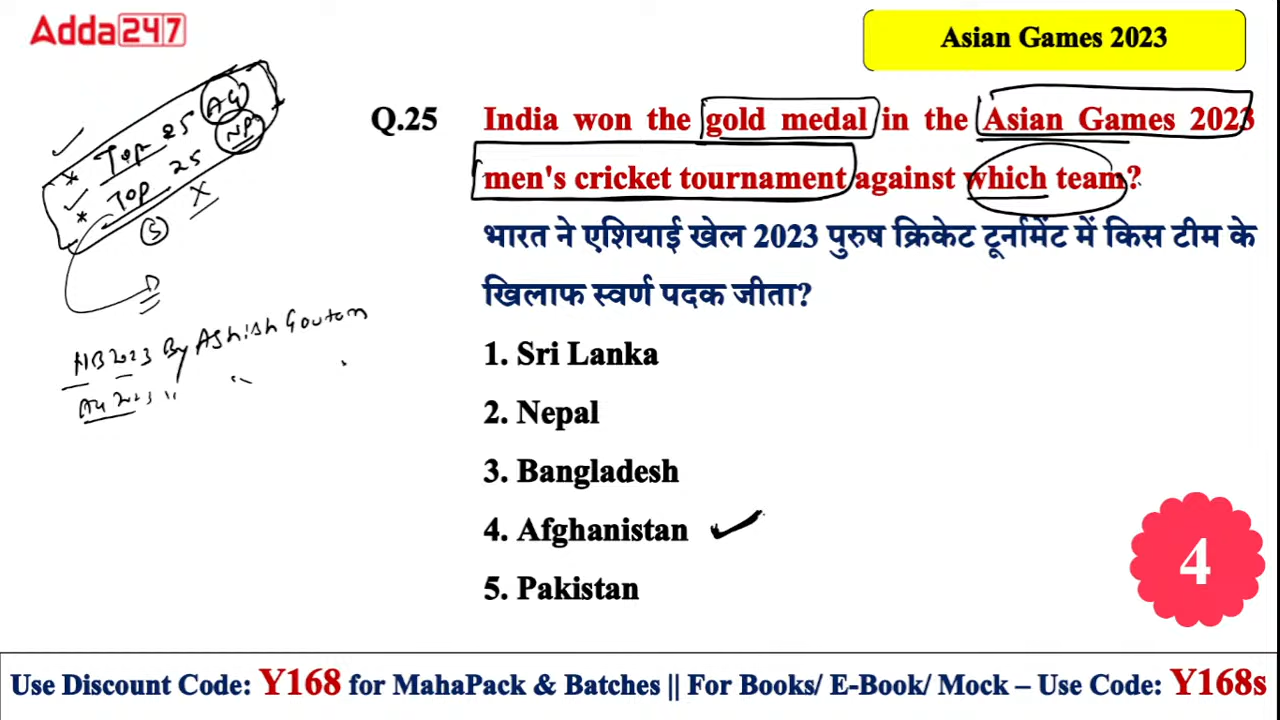 Adda247
Asian Games 2023
* Top 25 AG
* Top 25 NP
X
3
Q.25 India won the gold medal in the Asian Games 2023
men's cricket tournament against which team?
भारत ने एशियाई खेल 2023 पुरुष क्रिकेट टूर्नामेंट में किस टीम के
खिलाफ स्वर्ण पदक जीता?
2023 By Ashish Goutam
2023
1. Sri Lanka
2. Nepal
3. Bangladesh
4. Afghanistan
5. Pakistan
4
Use Discount Code: Y168 for MahaPack & Batches || For Books/ E-Book/ Mock – Use Code: Y168s